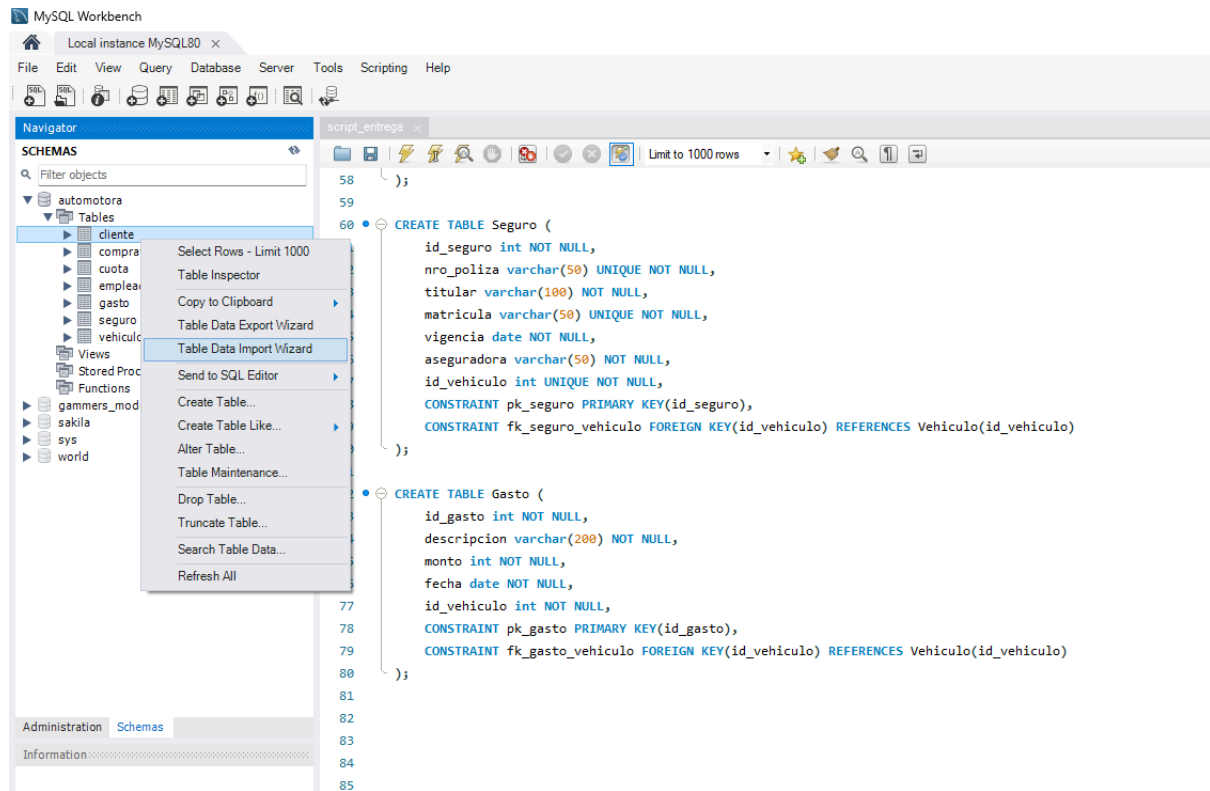 MySQL Workbench
Local instance MySQL80
File Edit View Query Database Server Tools Scripting Help
Navigator
SCHEMAS
Filter objects
automotora
Tables
cliente
compra
cuota
emplea
gasto
seguro
vehiculo
Views
Stored Proc
Functions
gammers_mod
sakila
sys
world
Administration Schemas
Information
Select Rows - Limit 1000
Table Inspector
Copy to Clipboard
Table Data Export Wizard
Table Data Import Wizard
Send to SQL Editor
Create Table...
Create Table Like...
Alter Table...
Table Maintenance...
Drop Table...
Truncate Table...
Search Table Data...
Refresh All
script_entrega
Limit to 1000 rows
58 );
59
60 CREATE TABLE Seguro (
id_seguro int NOT NULL,
nro_poliza varchar(50) UNIQUE NOT NULL,
titular varchar(100) NOT NULL,
matricula varchar(50) UNIQUE NOT NULL,
vigencia date NOT NULL,
aseguradora varchar(50) NOT NULL,
id_vehiculo int UNIQUE NOT NULL,
CONSTRAINT pk_seguro PRIMARY KEY(id_seguro),
CONSTRAINT fk_seguro_vehiculo FOREIGN KEY(id_vehiculo) REFERENCES Vehiculo(id_vehiculo)
);
CREATE TABLE Gasto (
id_gasto int NOT NULL,
descripcion varchar(200) NOT NULL,
monto int NOT NULL,
fecha date NOT NULL,
77 id_vehiculo int NOT NULL,
78 CONSTRAINT pk_gasto PRIMARY KEY(id_gasto),
79 CONSTRAINT fk_gasto_vehiculo FOREIGN KEY(id_vehiculo) REFERENCES Vehiculo(id_vehiculo)
80 );
81
82
83
84
85